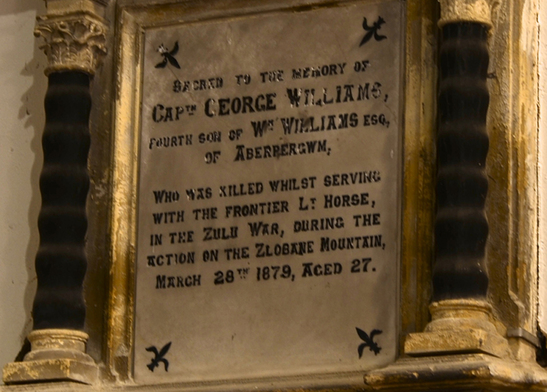 SACRED TO THE MEMORY OF
CAPTN GEORGE WILLIAMS,
FOURTH SON OF WM WILLIAMS ESQ,
OF ABERPERGWM,
WHO WAS KILLED WHILST SERVING
WITH THE FRONTIER LT HORSE,
IN THE ZULU WAR, DURING THE
ACTION ON THE ZLOBANE MOUNTAIN,
MARCH 28TH 1879, AGED 27.